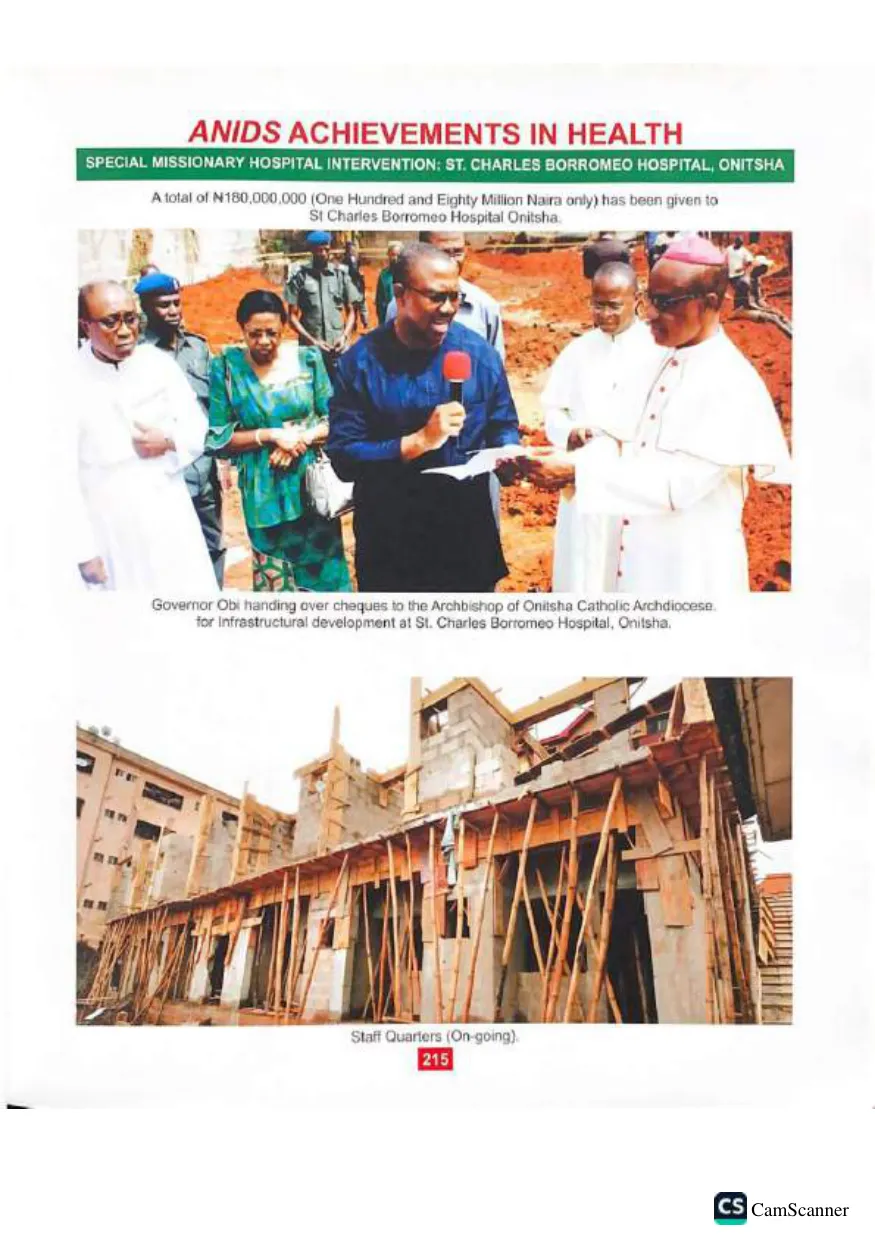 ANIDS ACHIEVEMENTS IN HEALTH
SPECIAL MISSIONARY HOSPITAL INTERVENTION: ST. CHARLES BORROMEO HOSPITAL, ONITSHA
A total of ₦180,000,000 (One Hundred and Eighty Million Naira only) has been given to
St Charles Borromeo Hospital Onitsha.
Governor Obi handing over cheques to the Archbishop of Onitsha Catholic Archdiocese.
for Infrastructural development at St. Charles Borromeo Hospital, Onitsha.
Staff Quarters (On-going).
215
CS CamScanner